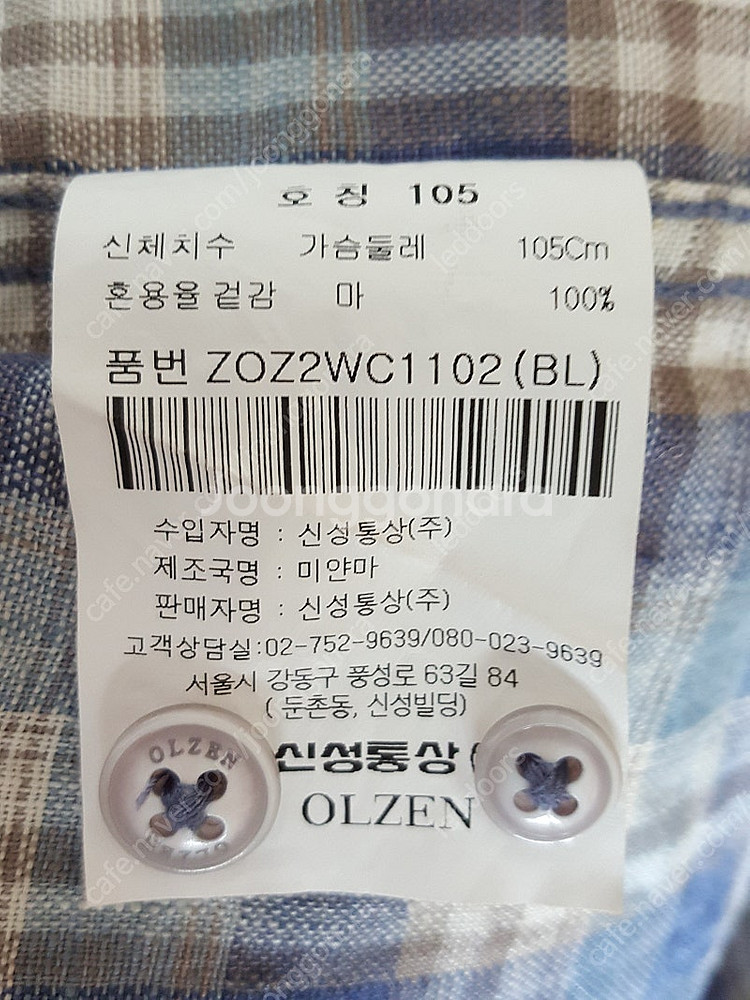 호칭 105
신체치수 가슴둘레 105Cm
혼용율 겉감 마 100%
품번 ZOZ2WC1102(BL)
Joonggonara
수입자명 : 신성통상(주)
제조국명 : 미얀마
판매자명 : 신성통상(주)
고객상담실:02-752-9639/080-023-9639
서울시 강동구 풍성로 63길 84
(둔촌동, 신성빌딩)
신성통상(
OLZEN
OLZEN
OLZEN